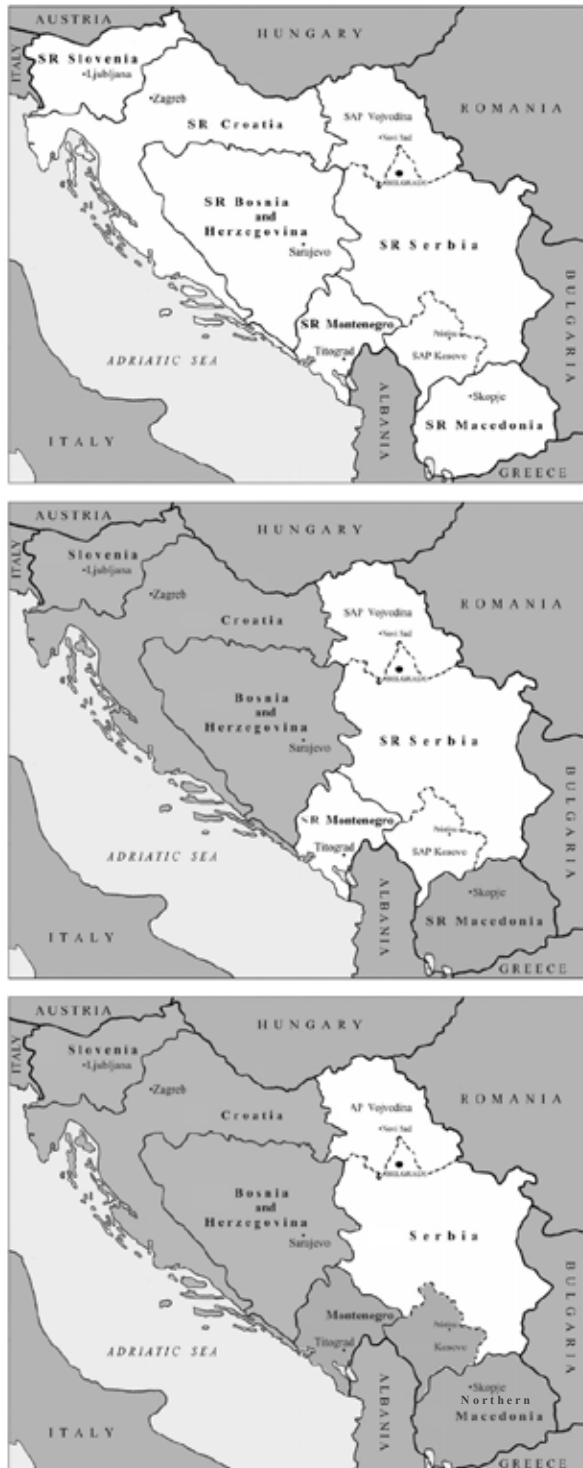 AUSTRIA
HUNGARY
ITALY
SR Slovenia
Ljubljana
ROMANIA
Zagreb
SAP Vojvodina
SR Croatia
Novi Sad
BELGRADE
SR Bosnia
and
Herzegovina
Sarajevo
SR Serbia
BULGARIA
SR Montenegro
Titograd
SAP Kosovo
ADRIATIC SEA
Skopje
ALBANIA
SR Macedonia
ITALY
GREECE
AUSTRIA
HUNGARY
ITALY
Slovenia
Ljubljana
ROMANIA
Zagreb
SAP Vojvodina
Croatia
Novi Sad
BELGRADE
Bosnia
and
Herzegovina
Sarajevo
SR Serbia
BULGARIA
SR Montenegro
Titograd
SAP Kosovo
ADRIATIC SEA
Skopje
ALBANIA
SR Macedonia
ITALY
GREECE
AUSTRIA
HUNGARY
ITALY
Slovenia
Ljubljana
ROMANIA
Zagreb
AP Vojvodina
Croatia
Novi Sad
BELGRADE
Bosnia
and
Herzegovina
Sarajevo
Serbia
BULGARIA
Montenegro
Titograd
Kosovo
ADRIATIC SEA
Skopje
Northern
Macedonia
ALBANIA
ITALY
GREECE